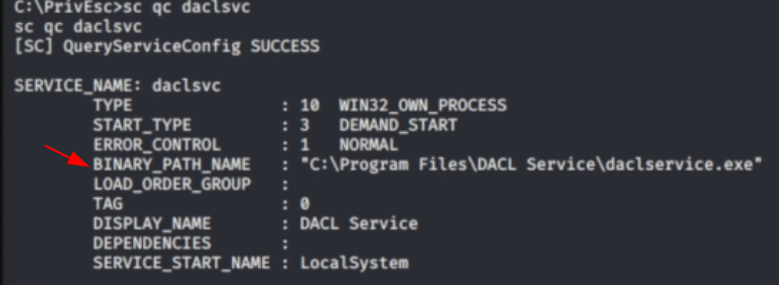 C:\PrivEsc>sc qc daclsvc
sc qc daclsvc
[SC] QueryServiceConfig SUCCESS
SERVICE_NAME: daclsvc
TYPE : 10 WIN32_OWN_PROCESS
START_TYPE : 3 DEMAND_START
ERROR_CONTROL : 1 NORMAL
BINARY_PATH_NAME : "C:\Program Files\DACL Service\daclservice.exe"
LOAD_ORDER_GROUP :
TAG : 0
DISPLAY_NAME : DACL Service
DEPENDENCIES :
SERVICE_START_NAME : LocalSystem